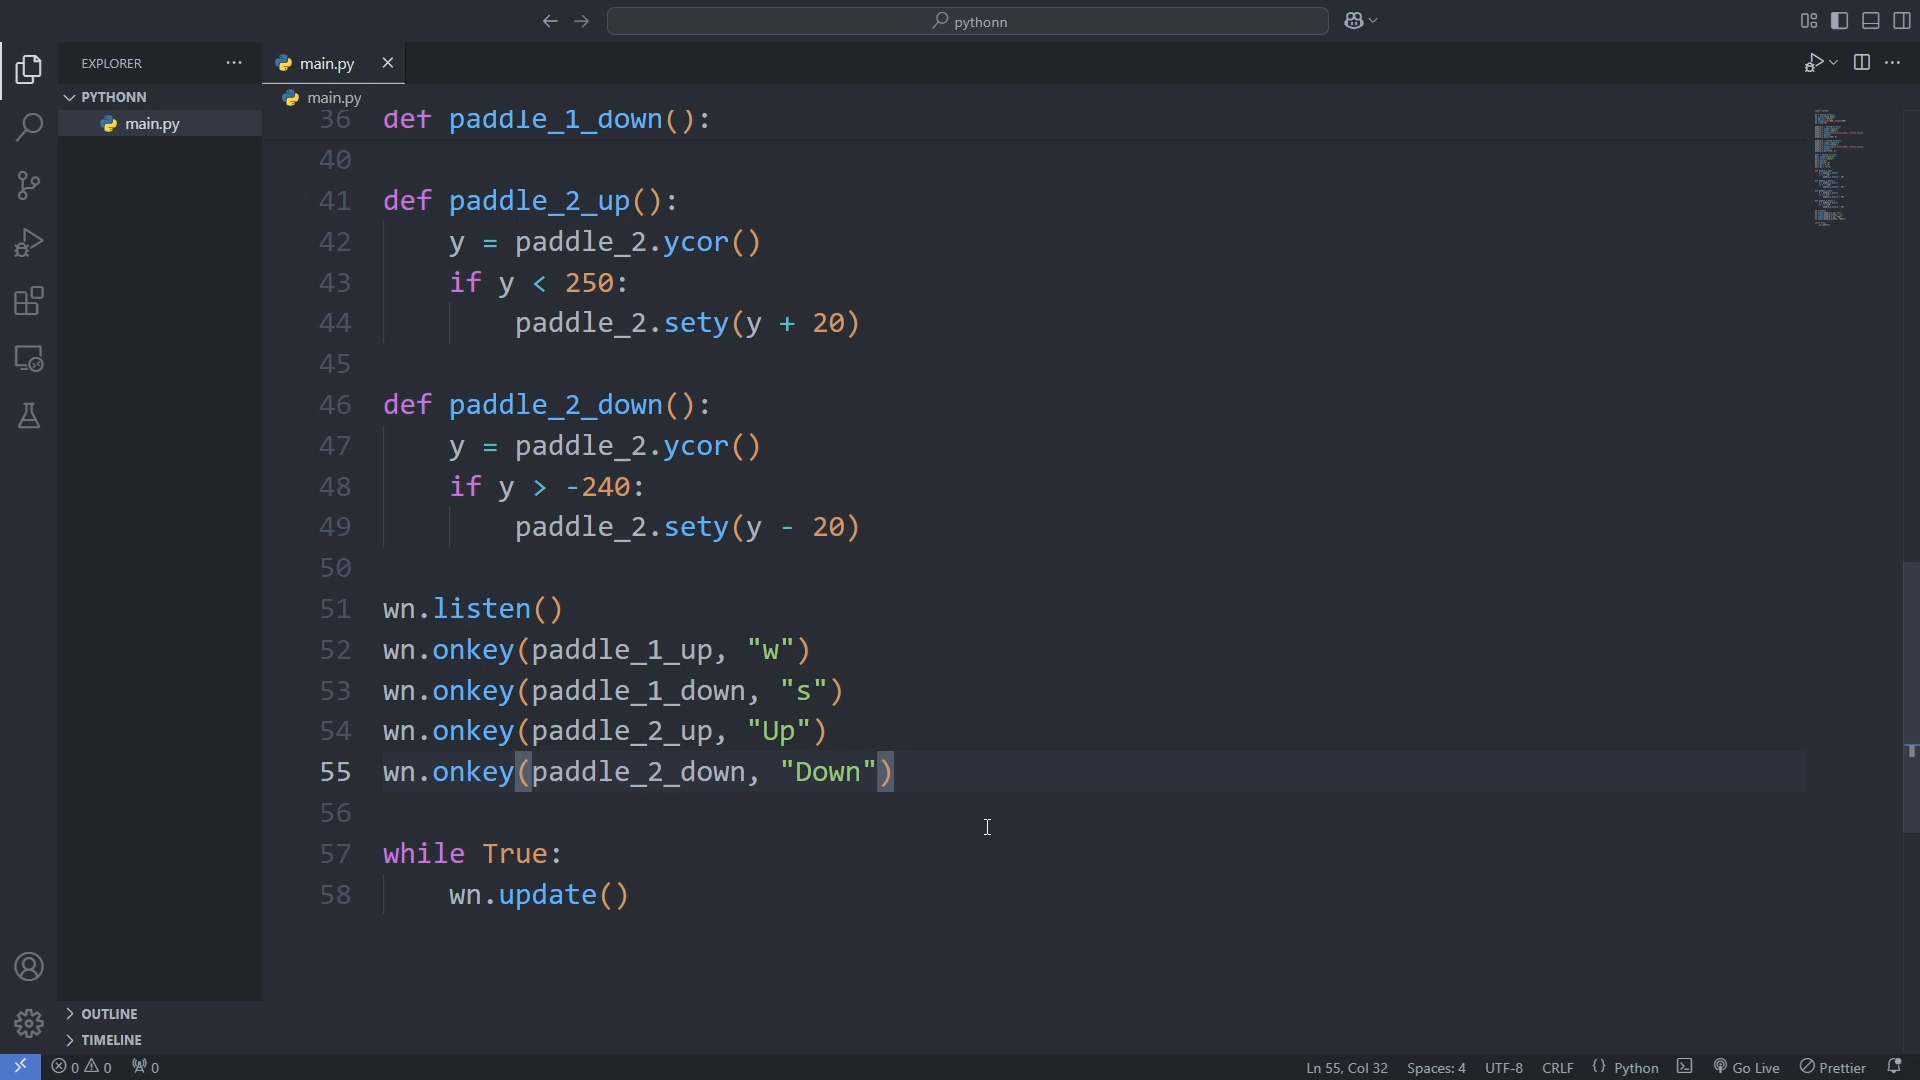 pythonn
EXPLORER
main.py
PYTHONN
main.py
main.py
36 def paddle_1_down():
40
41 def paddle_2_up():
42     y = paddle_2.ycor()
43     if y < 250:
44         paddle_2.sety(y + 20)
45
46 def paddle_2_down():
47     y = paddle_2.ycor()
48     if y > -240:
49         paddle_2.sety(y - 20)
50
51 wn.listen()
52 wn.onkey(paddle_1_up, "w")
53 wn.onkey(paddle_1_down, "s")
54 wn.onkey(paddle_2_up, "Up")
55 wn.onkey(paddle_2_down, "Down")
56
57 while True:
58     wn.update()
OUTLINE
TIMELINE
0 0 0 Ln 55, Col 32 Spaces: 4 UTF-8 CRLF {} Python Go Live Prettier